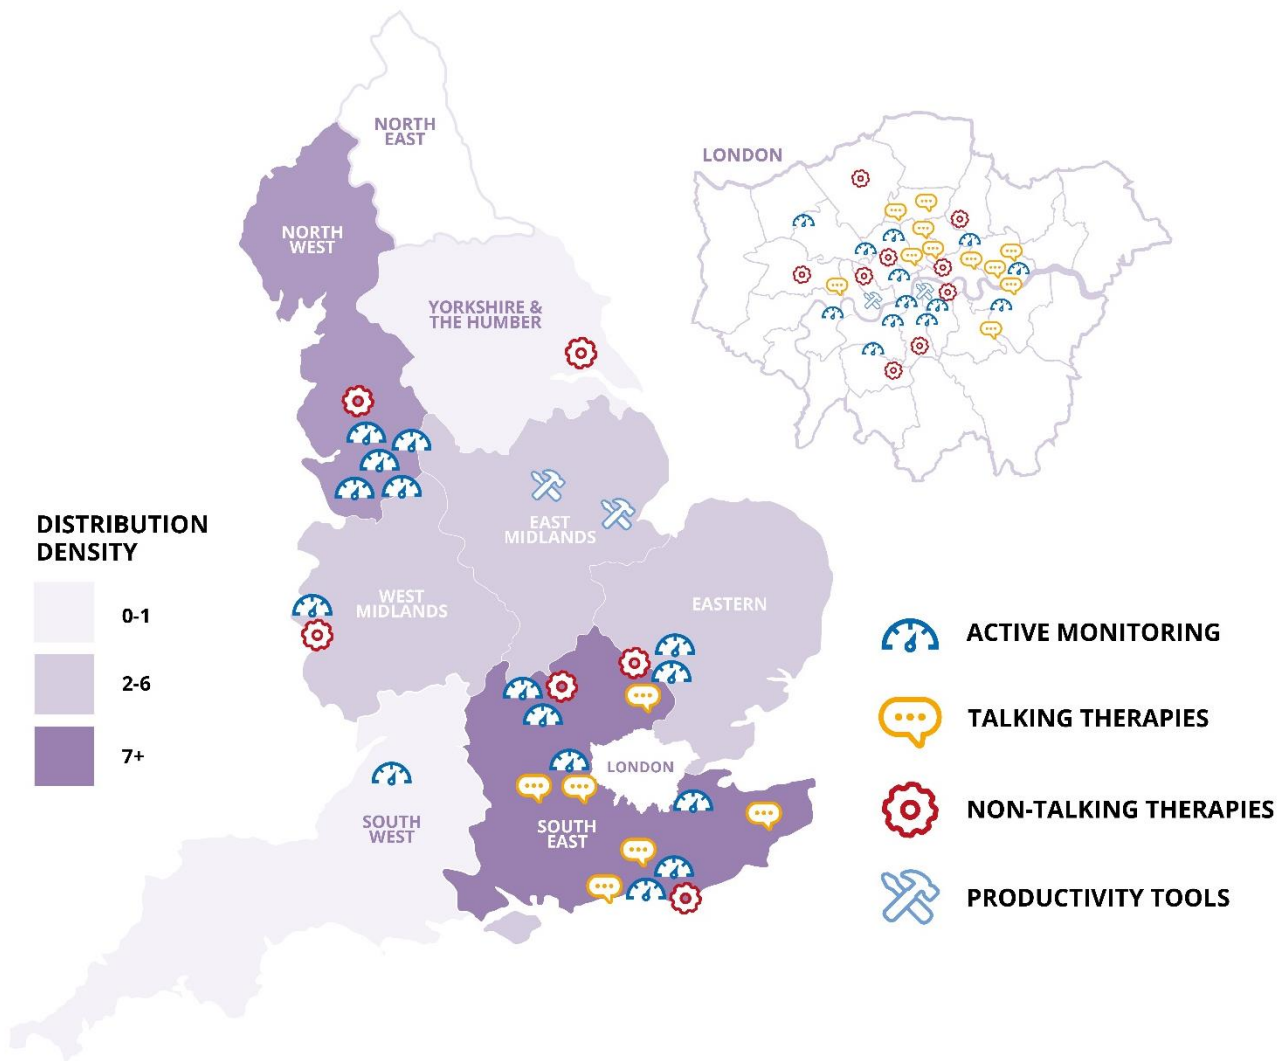 NORTH
EAST
LONDON
NORTH
WEST
YORKSHIRE &
THE HUMBER
DISTRIBUTION
DENSITY
0-1
2-6
7+
EAST
MIDLANDS
WEST
MIDLANDS
EASTERN
LONDON
SOUTH
WEST
SOUTH
EAST
ACTIVE MONITORING
TALKING THERAPIES
NON-TALKING THERAPIES
PRODUCTIVITY TOOLS